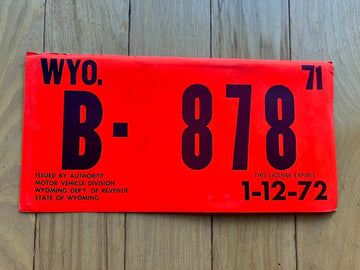 WYO. 71
B- 878
ISSUED BY AUTHORITY
MOTOR VEHICLE DIVISION
WYOMING DEP'T. OF REVENUE
STATE OF WYOMING
THIS LICENSE EXPIRES
1-12-72